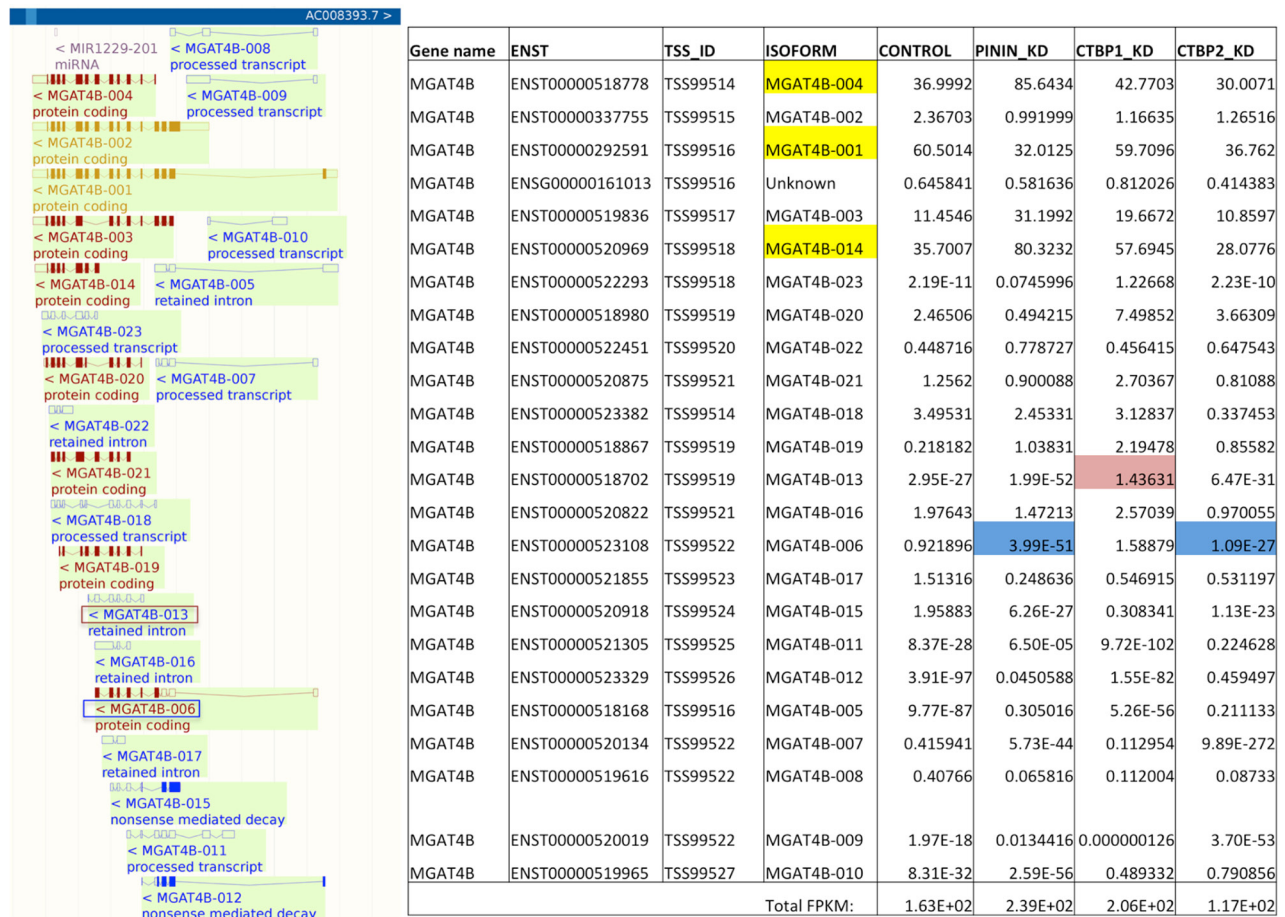 AC008393.7 >
< MIR1229-201
miRNA
< MGAT4B-008
processed transcript
< MGAT4B-004
protein coding
< MGAT4B-009
processed transcript
< MGAT4B-002
protein coding
< MGAT4B-001
protein coding
< MGAT4B-003
protein coding
< MGAT4B-010
processed transcript
< MGAT4B-014
protein coding
< MGAT4B-005
retained intron
< MGAT4B-023
processed transcript
< MGAT4B-020
protein coding
< MGAT4B-007
processed transcript
< MGAT4B-022
retained intron
< MGAT4B-021
protein coding
< MGAT4B-018
processed transcript
< MGAT4B-019
protein coding
< MGAT4B-013
retained intron
< MGAT4B-016
retained intron
< MGAT4B-006
protein coding
< MGAT4B-017
retained intron
< MGAT4B-015
nonsense mediated decay
< MGAT4B-011
processed transcript
< MGAT4B-012
nonsense mediated decay
Gene name ENST TSS_ID ISOFORM CONTROL PININ_KD CTBP1_KD CTBP2_KD
MGAT4B ENST00000518778 TSS99514 MGAT4B-004 36.9992 85.6434 42.7703 30.0071
MGAT4B ENST00000337755 TSS99515 MGAT4B-002 2.36703 0.991999 1.16635 1.26516
MGAT4B ENST00000292591 TSS99516 MGAT4B-001 60.5014 32.0125 59.7096 36.762
MGAT4B ENSG00000161013 TSS99516 Unknown 0.645841 0.581636 0.812026 0.414383
MGAT4B ENST00000519836 TSS99517 MGAT4B-003 11.4546 31.1992 19.6672 10.8597
MGAT4B ENST00000520969 TSS99518 MGAT4B-014 35.7007 80.3232 57.6945 28.0776
MGAT4B ENST00000522293 TSS99518 MGAT4B-023 2.19E-11 0.0745996 1.22668 2.23E-10
MGAT4B ENST00000518980 TSS99519 MGAT4B-020 2.46506 0.494215 7.49852 3.66309
MGAT4B ENST00000522451 TSS99520 MGAT4B-022 0.448716 0.778727 0.456415 0.647543
MGAT4B ENST00000520875 TSS99521 MGAT4B-021 1.2562 0.900088 2.70367 0.81088
MGAT4B ENST00000523382 TSS99514 MGAT4B-018 3.49531 2.45331 3.12837 0.337453
MGAT4B ENST00000518867 TSS99519 MGAT4B-019 0.218182 1.03831 2.19478 0.85582
MGAT4B ENST00000518702 TSS99519 MGAT4B-013 2.95E-27 1.99E-52 1.43631 6.47E-31
MGAT4B ENST00000520822 TSS99521 MGAT4B-016 1.97643 1.47213 2.57039 0.970055
MGAT4B ENST00000523108 TSS99522 MGAT4B-006 0.921896 3.99E-51 1.58879 1.09E-27
MGAT4B ENST00000521855 TSS99523 MGAT4B-017 1.51316 0.248636 0.546915 0.531197
MGAT4B ENST00000520918 TSS99524 MGAT4B-015 1.95883 6.26E-27 0.308341 1.13E-23
MGAT4B ENST00000521305 TSS99525 MGAT4B-011 8.37E-28 6.50E-05 9.72E-102 0.224628
MGAT4B ENST00000523329 TSS99526 MGAT4B-012 3.91E-97 0.0450588 1.55E-82 0.459497
MGAT4B ENST00000518168 TSS99516 MGAT4B-005 9.77E-87 0.305016 5.26E-56 0.211133
MGAT4B ENST00000520134 TSS99522 MGAT4B-007 0.415941 5.73E-44 0.112954 9.89E-272
MGAT4B ENST00000519616 TSS99522 MGAT4B-008 0.40766 0.065816 0.112004 0.08733
MGAT4B ENST00000520019 TSS99522 MGAT4B-009 1.97E-18 0.0134416 0.000000126 3.70E-53
MGAT4B ENST00000519965 TSS99527 MGAT4B-010 8.31E-32 2.59E-56 0.489332 0.790856
Total FPKM: 1.63E+02 2.39E+02 2.06E+02 1.17E+02